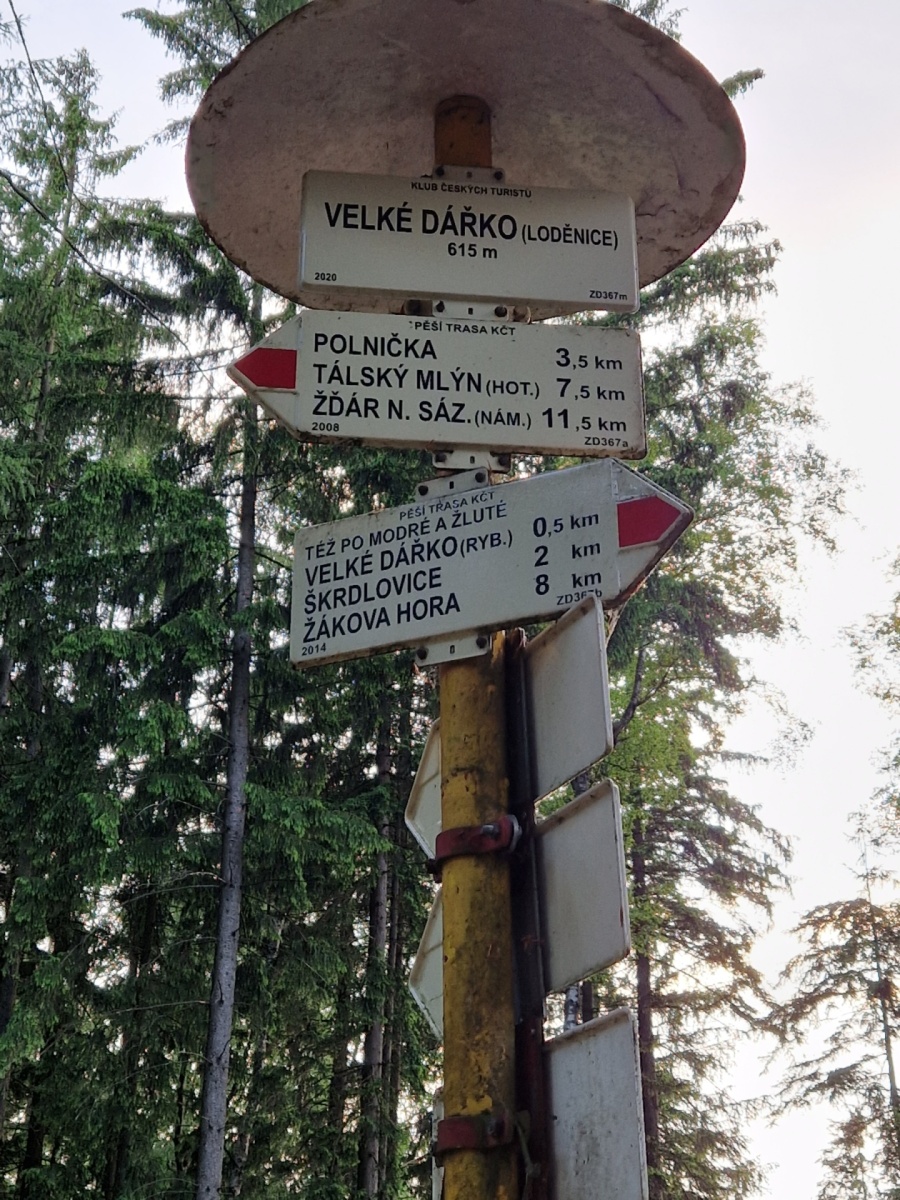 KLUB ČESKÝCH TURISTŮ
VELKÉ DÁŘKO (LODĚNICE)
615 m
2020 ZD367m
PĚŠÍ TRASA KČT
POLNIČKA 3,5 km
TÁLSKÝ MLÝN (HOT.) 7,5 km
ŽĎÁR N. SÁZ. (NÁM.) 11,5 km
2008 ZD367a
PĚŠÍ TRASA KČT
TÉŽ PO MODRÉ A ŽLUTÉ
VELKÉ DÁŘKO (RYB.) 0,5 km
ŠKRDLOVICE 2 km
ŽÁKOVA HORA 8 km
2014 ZD367b